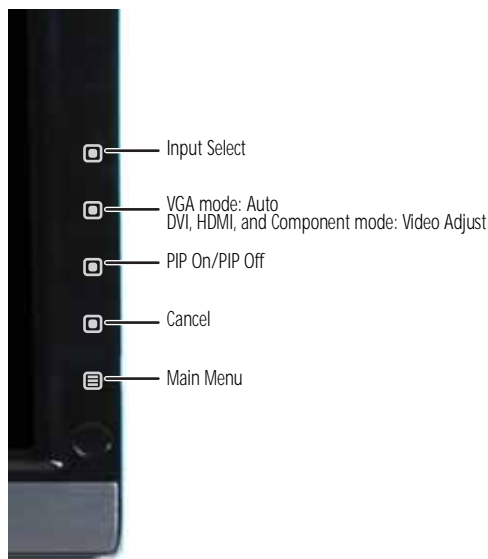 Input Select
VGA mode: Auto
DVI, HDMI, and Component mode: Video Adjust
PIP On/PIP Off
Cancel
Main Menu